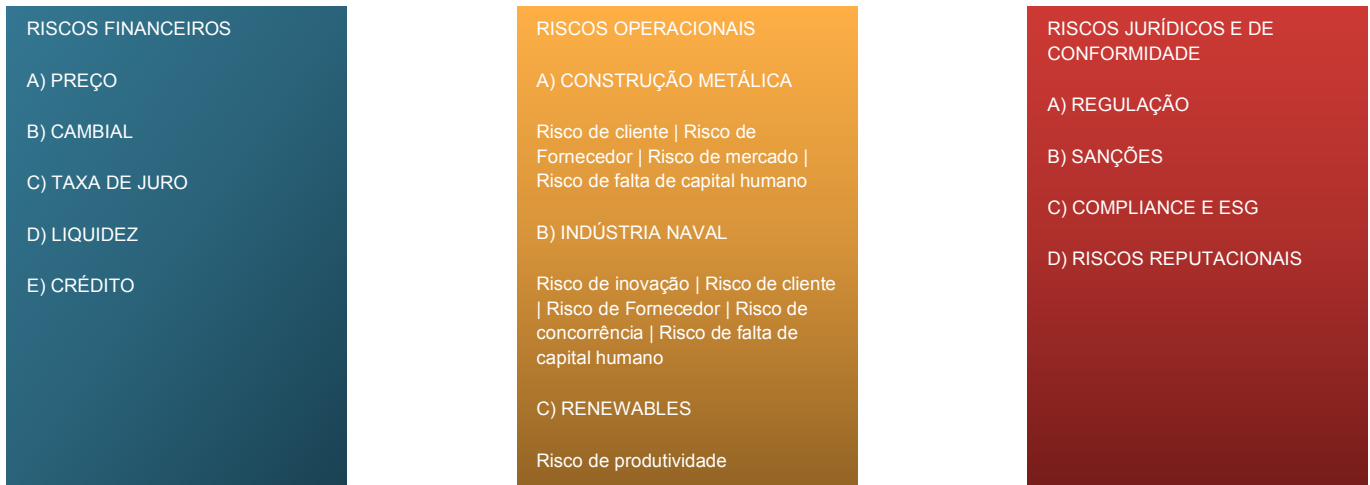 RISCOS FINANCEIROS
A) PREÇO
B) CAMBIAL
C) TAXA DE JURO
D) LIQUIDEZ
E) CRÉDITO
RISCOS OPERACIONAIS
A) CONSTRUÇÃO METÁLICA
Risco de cliente | Risco de
Fornecedor | Risco de mercado |
Risco de falta de capital humano
B) INDÚSTRIA NAVAL
Risco de inovação | Risco de cliente
| Risco de Fornecedor | Risco de
concorrência | Risco de falta de
capital humano
C) RENEWABLES
Risco de produtividade
RISCOS JURÍDICOS E DE
CONFORMIDADE
A) REGULAÇÃO
B) SANÇÕES
C) COMPLIANCE E ESG
D) RISCOS REPUTACIONAIS